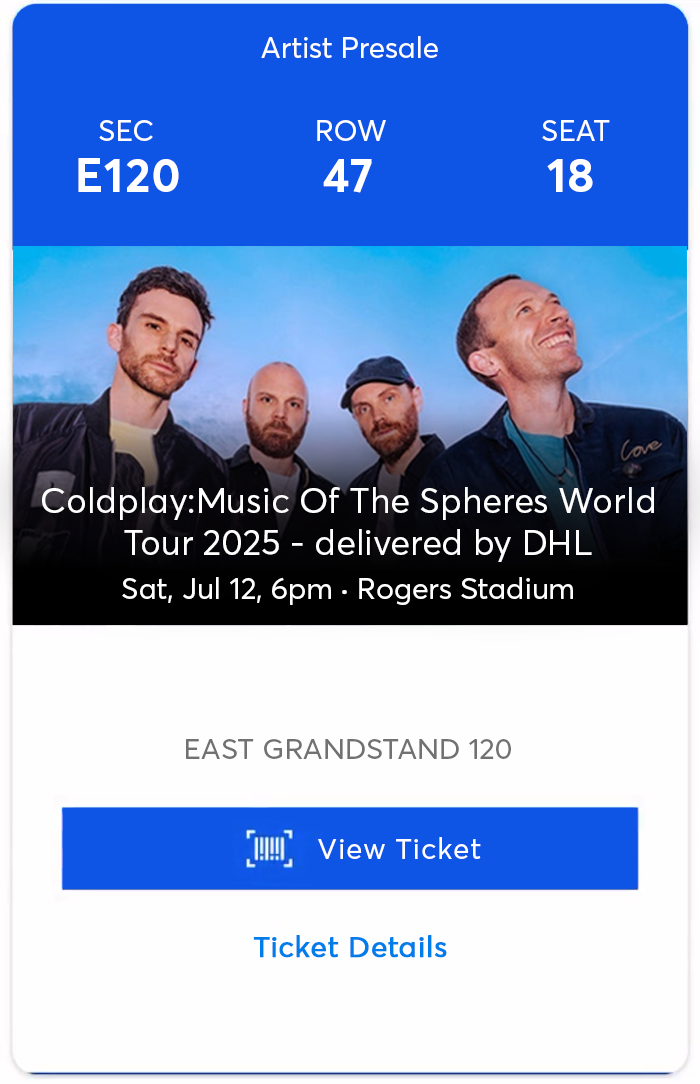 Artist Presale
SEC ROW SEAT
E120 47 18
Love
Coldplay:Music Of The Spheres World
Tour 2025 - delivered by DHL
Sat, Jul 12, 6pm • Rogers Stadium
EAST GRANDSTAND 120
View Ticket
Ticket Details